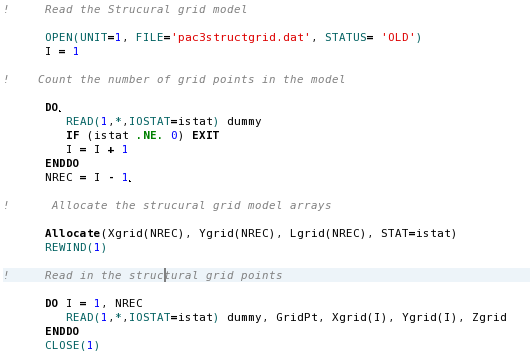 !     Read the Strucural grid model
OPEN(UNIT=1, FILE='pac3structgrid.dat', STATUS= 'OLD')
I = 1
!    Count the number of grid points in the model
DO
READ(1,*,IOSTAT=istat) dummy
IF (istat .NE. 0) EXIT
I = I + 1
ENDDO
NREC = I - 1
!      Allocate the strucural grid model arrays
Allocate(Xgrid(NREC), Ygrid(NREC), Lgrid(NREC), STAT=istat)
REWIND(1)
!     Read in the structural grid points
DO I = 1, NREC
READ(1,*,IOSTAT=istat) dummy, GridPt, Xgrid(I), Ygrid(I), Zgrid
ENDDO
CLOSE(1)